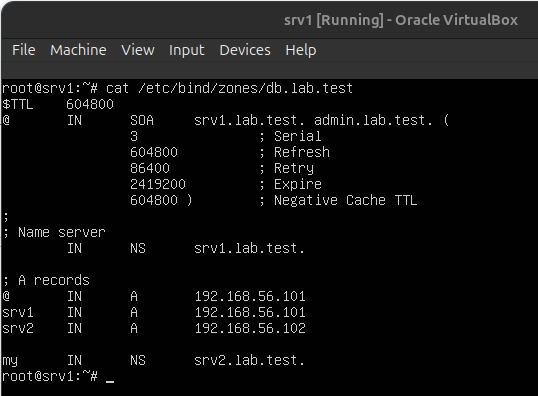 srv1 [Running] - Oracle VirtualBox
File Machine View Input Devices Help
root@srv1:~# cat /etc/bind/zones/db.lab.test
$TTL 604800
@ IN SOA srv1.lab.test. admin.lab.test. (
3 ; Serial
604800 ; Refresh
86400 ; Retry
2419200 ; Expire
604800 ) ; Negative Cache TTL
;
; Name server
IN NS srv1.lab.test.
; A records
@ IN A 192.168.56.101
srv1 IN A 192.168.56.101
srv2 IN A 192.168.56.102
my IN NS srv2.lab.test.
root@srv1:~# _